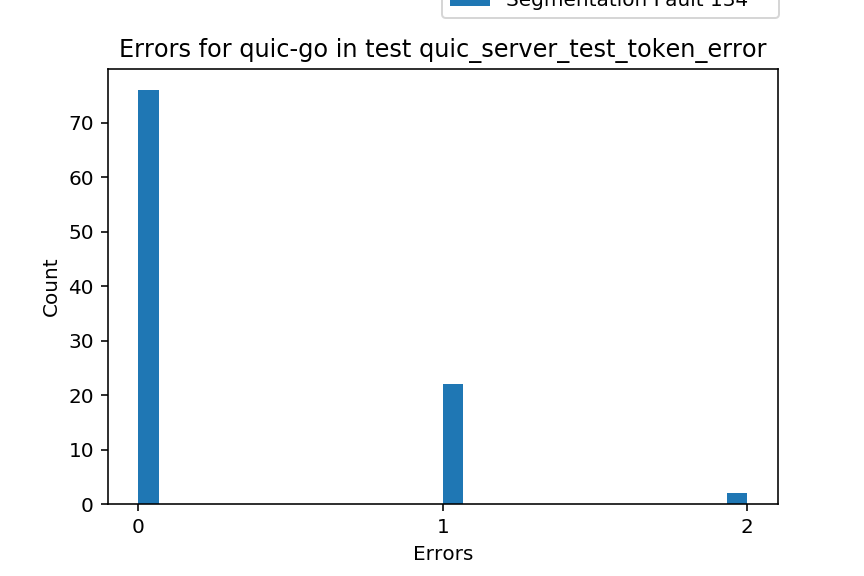 Segmentation Fault 134
Errors for quic-go in test quic_server_test_token_error
70
60
50
40
30
20
10
0
Count
0 1 2
Errors